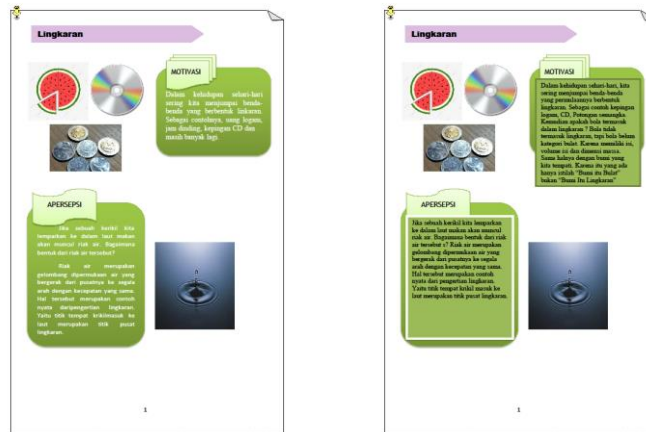 Lingkaran
MOTIVASI
Dalam kehidupan sehari-hari
sering kita menjumpai benda-
benda yang berbentuk linkaran.
Sebagai contohnya, uang logam,
jam dinding, kepingan CD dan
masih banyak lagi
APERSEPSI
Jika sebuah kerikil kita
lemparkan ke dalam laut makan
akan muncul riak air. Bagaimana
bentuk dari riak air tersebut?
Riak air merupakan
gelombang dipermukaan air yang
bergerak dari pusatnya ke segala
arah dengan kecepatan yang sama.
Hal tersebut merupakan contoh
nyata daripengertian lingkaran.
Yaitu titik tempat krikilmasuk ke
laut merupakan titik pusat
lingkaran.
1
Lingkaran
MOTIVASI
Dalam kehidupan sehari-hari, kita
sering menjumpai benda-benda
yang permukaannya berbentuk
lingkaran. Sebagai contoh kepingan
logam, CD, Potongan semangka.
Kemudian apakah bola termasuk
dalam lingkaran ? Bola tidak
termasuk lingkaran, tapi bola belum
kategori bulat. Karena memiliki isi,
volume isi dan dimensi massa.
Sama halnya dengan bumi yang
kita tempati. Karena itu yang ada
hanya istilah "Bumi itu Bulat"
bukan "Bumi Itu Lingkaran"
APERSEPSI
Jika sebuah kerikil kita lemparkan
ke dalam laut makan akan muncul
riak air. Bagaimana bentuk dari riak
air tersebut s? Riak air merupakan
gelombang dipermukaan air yang
bergerak dari pusatnya ke segala
arah dengan kecepatan yang sama.
Hal tersebut merupakan contoh
nyata dari pengertian lingkaran.
Yaitu titik tempat krikil masuk ke
laut merupakan titik pusat lingkaran.
1